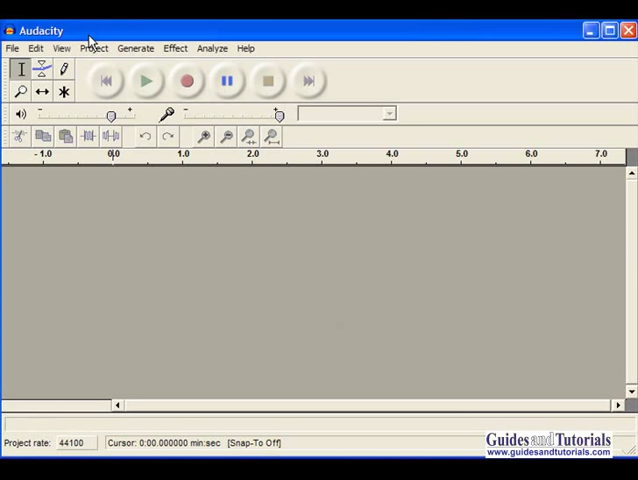 Audacity
File Edit View Project Generate Effect Analyze Help
- + - +
- 1.0 0.0 1.0 2.0 3.0 4.0 5.0 6.0 7.0
Project rate: 44100 Cursor: 0:00.000000 min:sec [Snap-To Off]
Guides and Tutorials
www.guidesandtutorials.com